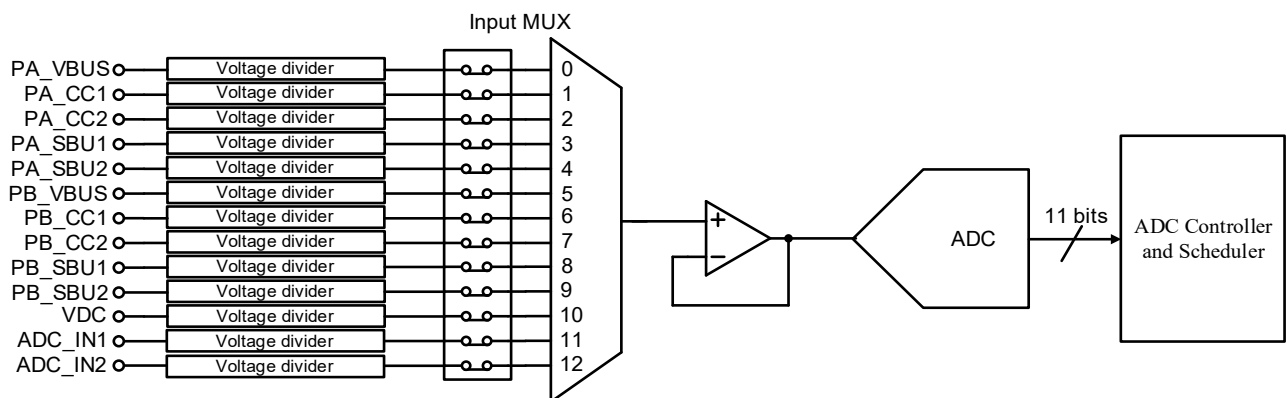 Input MUX
PA_VBUS Voltage divider 0
PA_CC1 Voltage divider 1
PA_CC2 Voltage divider 2
PA_SBU1 Voltage divider 3
PA_SBU2 Voltage divider 4
PB_VBUS Voltage divider 5
PB_CC1 Voltage divider 6
PB_CC2 Voltage divider 7
PB_SBU1 Voltage divider 8
PB_SBU2 Voltage divider 9
VDC Voltage divider 10
ADC_IN1 Voltage divider 11
ADC_IN2 Voltage divider 12
+
−
ADC
11 bits
ADC Controller
and Scheduler